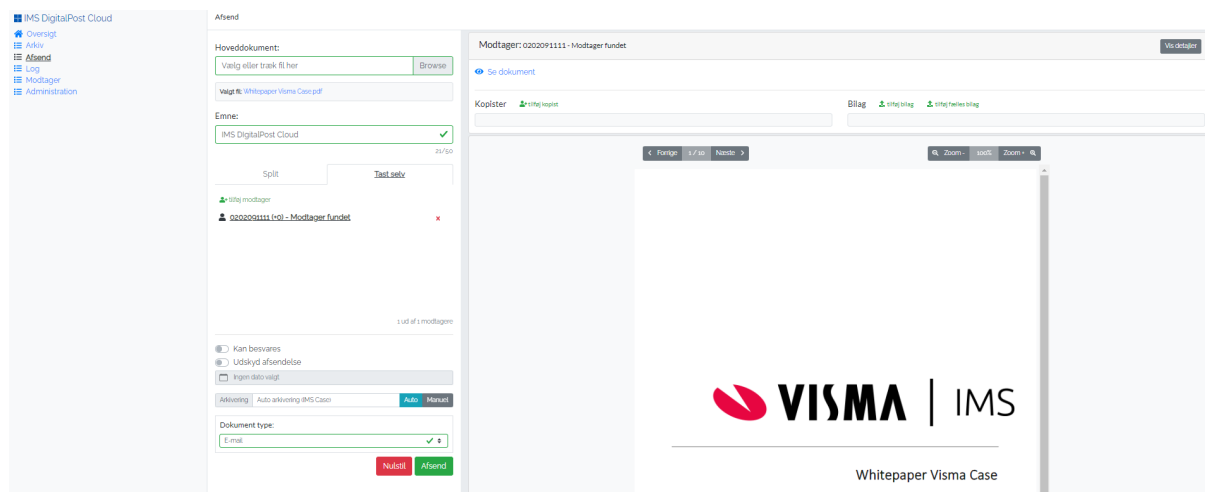 IMS DigitalPost Cloud
Oversigt
Arkiv
Afsend
Log
Modtager
Administration
Afsend
Hoveddokument:
Vælg eller træk fil her
Browse
Valgt fil: Whitepaper Visma Case.pdf
Emne:
IMS DigitalPost Cloud
21/50
Split
Tast selv
tilføj modtager
0202091111 (+0) - Modtager fundet
x
1 ud af 1 modtagere
Kan besvares
Udskyd afsendelse
Ingen dato valgt
Arkivering
Auto arkivering (IMS Case)
Auto
Manuel
Dokument type:
E-mail
Nulstil
Afsend
Modtager: 0202091111 - Modtager fundet
Vis detaljer
Se dokument
Kopister
tilføj kopist
Bilag
tilføj bilag
tilføj fælles bilag
Forrige
1 / 10
Næste
Zoom -
100%
Zoom +
VISMA | IMS
Whitepaper Visma Case